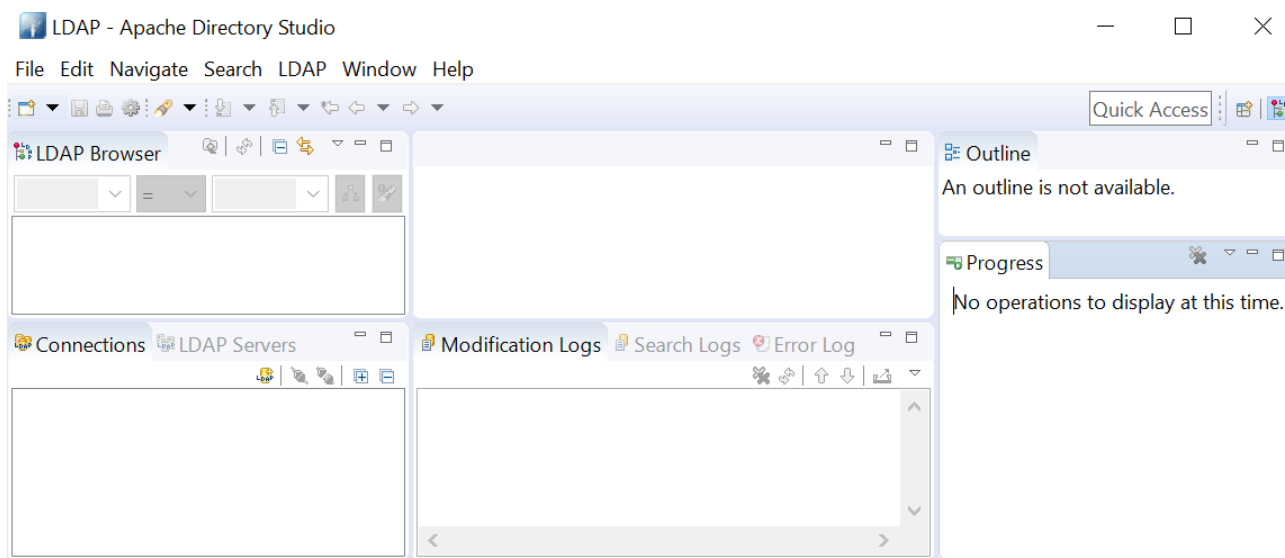 LDAP - Apache Directory Studio
File Edit Navigate Search LDAP Window Help
Quick Access
LDAP Browser
=
Outline
An outline is not available.
Progress
No operations to display at this time.
Connections LDAP Servers
Modification Logs Search Logs Error Log